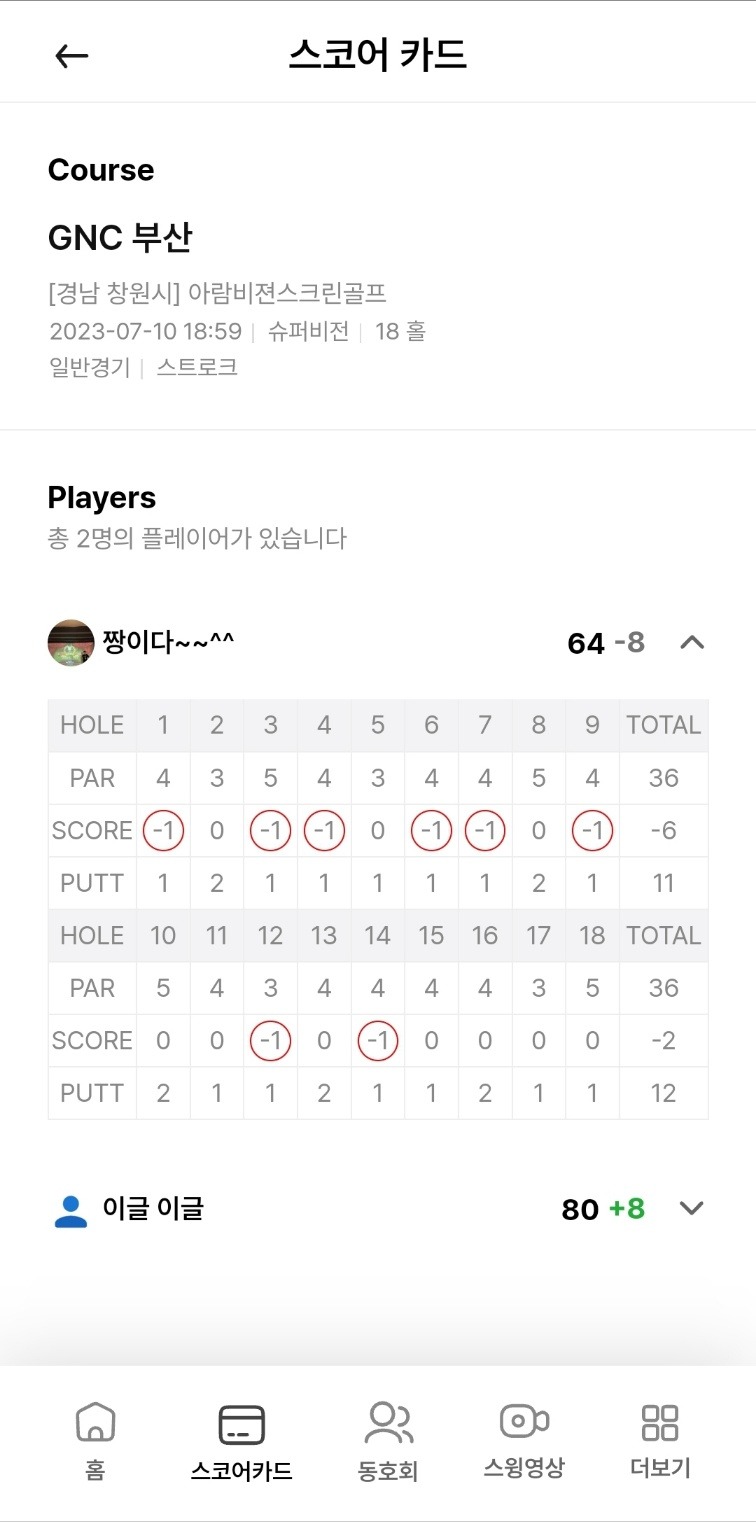 스코어 카드
Course
GNC 부산
[경남 창원시] 아람비젼스크린골프
2023-07-10 18:59 | 슈퍼비전 | 18 홀
일반경기 | 스트로크
Players
총 2명의 플레이어가 있습니다
짱이다~~^^ 64 -8
HOLE 1 2 3 4 5 6 7 8 9 TOTAL
PAR 4 3 5 4 3 4 4 5 4 36
SCORE -1 0 -1 -1 0 -1 -1 0 -1 -6
PUTT 1 2 1 1 1 1 1 2 1 11
HOLE 10 11 12 13 14 15 16 17 18 TOTAL
PAR 5 4 3 4 4 4 4 3 5 36
SCORE 0 0 -1 0 -1 0 0 0 0 -2
PUTT 2 1 1 2 1 1 2 1 1 12
이글 이글 80 +8
홈 스코어카드 동호회 스윙영상 더보기